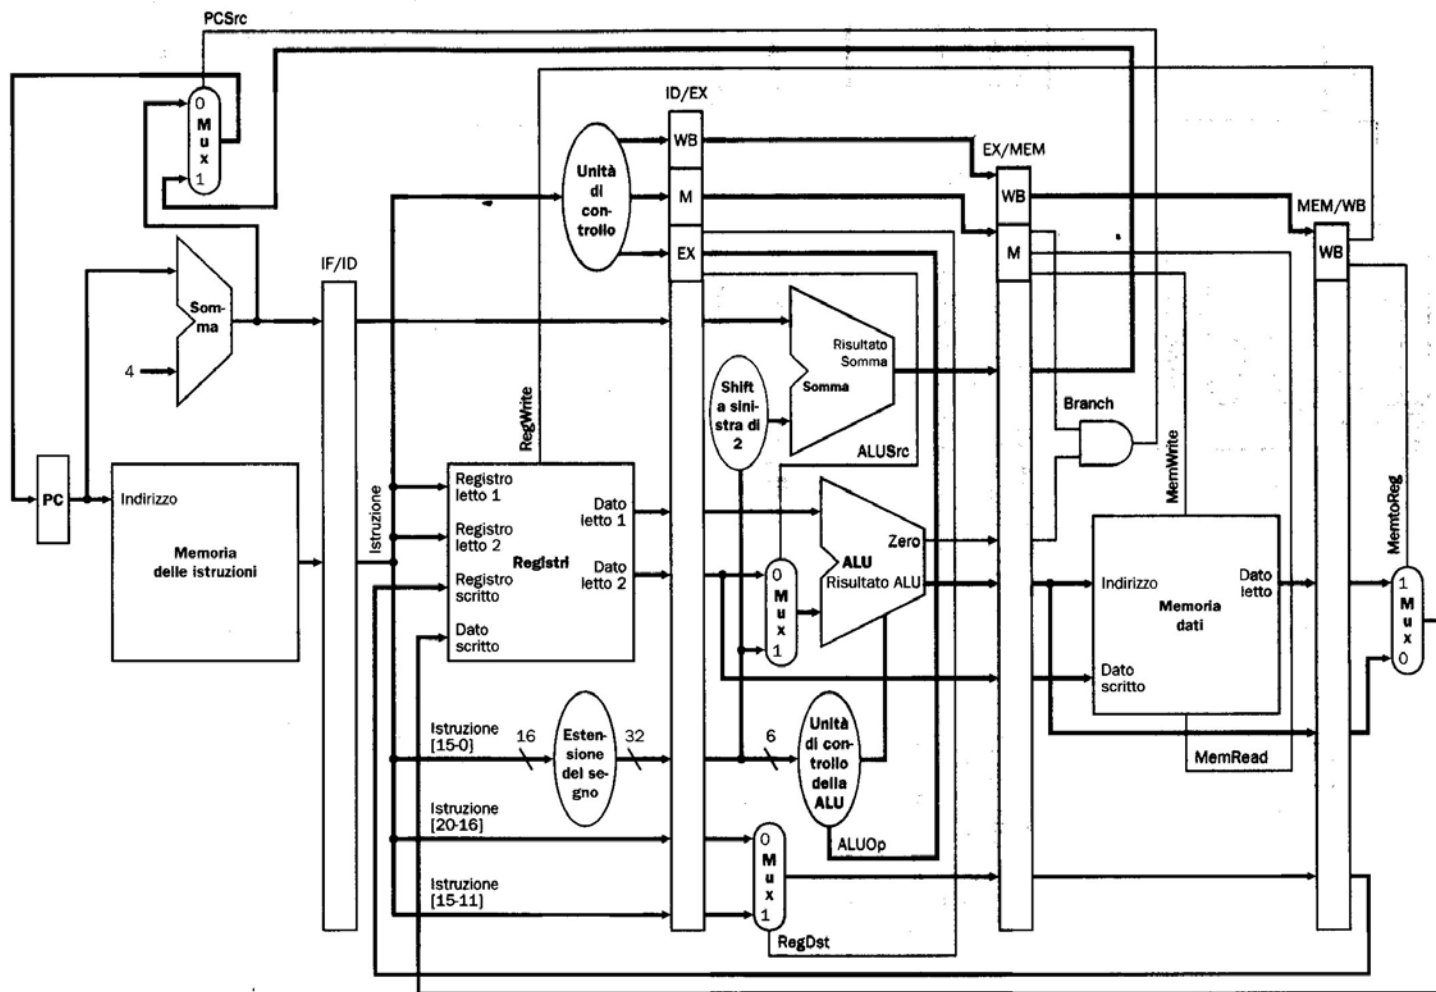 PCSrc
0
M
u
x
1
ID/EX
WB
M
EX
Unità
di
con-
trollo
EX/MEM
WB
M
MEM/WB
WB
IF/ID
Som-
ma
4
PC
Indirizzo
Memoria
delle istruzioni
Istruzione
RegWrite
Registro
letto 1
Registro
letto 2
Registro
scritto
Dato
scritto
Registri
Dato
letto 1
Dato
letto 2
Shift
a sini-
stra di
2
Risultato
Somma
Somma
ALUSrc
0
M
u
x
1
Zero
ALU
Risultato ALU
Branch
MemWrite
Indirizzo
Dato
letto
Memoria
dati
Dato
scritto
MemRead
MemtoReg
1
M
u
x
0
Istruzione
[15-0]
16
Esten-
sione
del se-
gno
32
6
Unità
di con-
trollo
della
ALU
ALUOp
Istruzione
[20-16]
Istruzione
[15-11]
0
M
u
x
1
RegDst